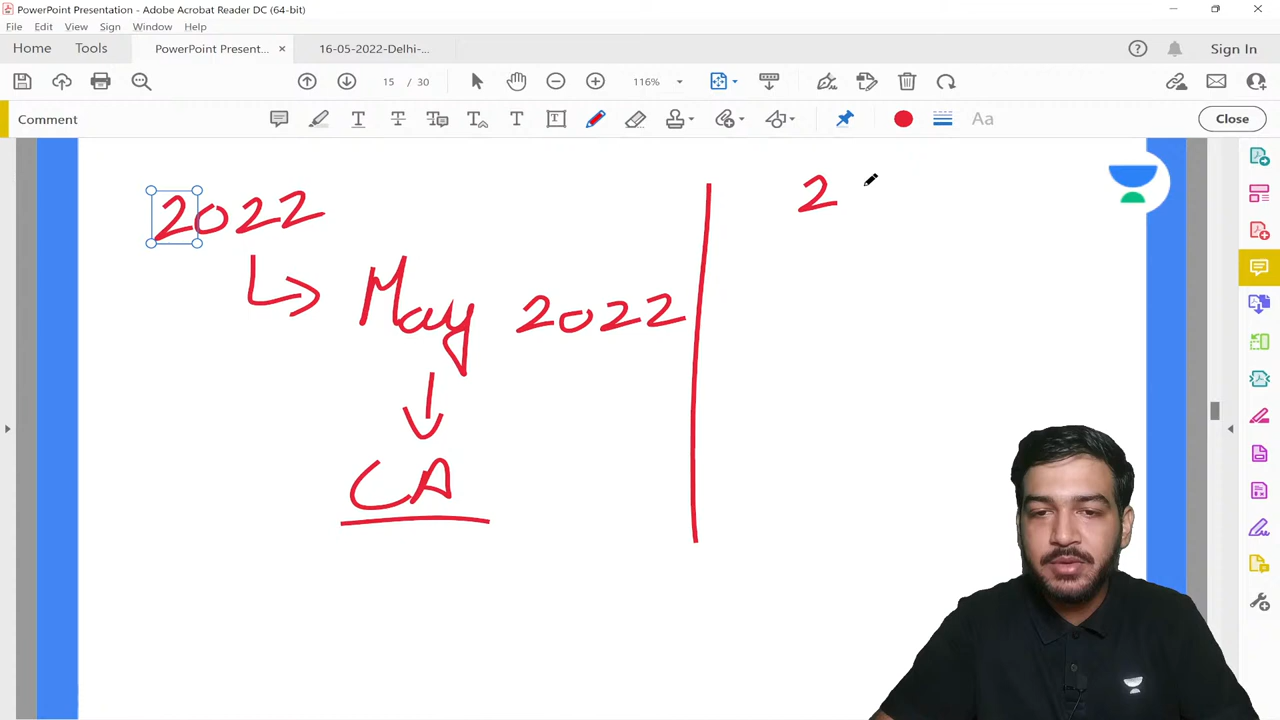 PowerPoint Presentation - Adobe Acrobat Reader DC (64-bit)
File Edit View Sign Window Help
Home Tools PowerPoint Present... × 16-05-2022-Delhi-... Sign In
15 / 30 116%
Comment Aa Close
2022
May 2022
CA
2